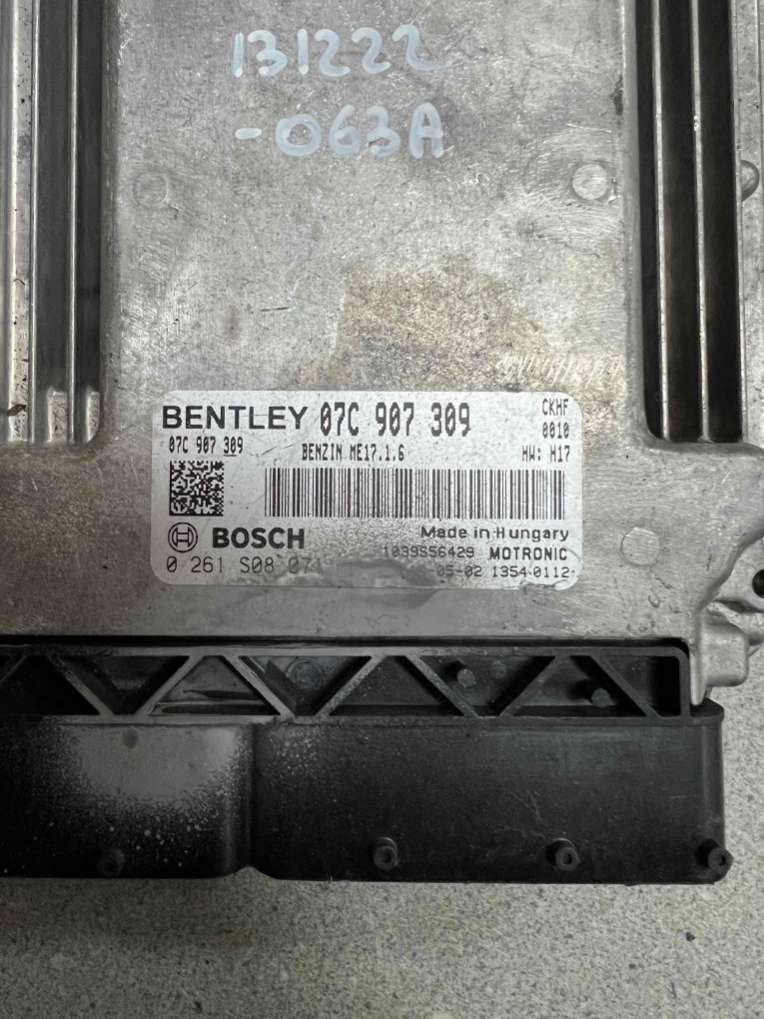 131222
-063A
BENTLEY 07C 907 309 CKHF
07C 907 309 0010
BENZIN ME17.1.6 HW: H17
BOSCH Made in Hungary
1039S56429 MOTRONIC
0 261 S08 05-02 1354-0112